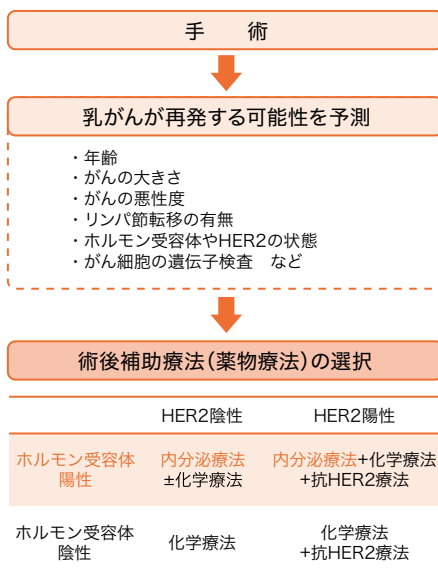 手　術
乳がんが再発する可能性を予測
・年齢
・がんの大きさ
・がんの悪性度
・リンパ節転移の有無
・ホルモン受容体やHER2の状態
・がん細胞の遺伝子検査　など
術後補助療法(薬物療法)の選択
HER2陰性　HER2陽性
ホルモン受容体　内分泌療法　内分泌療法+化学療法
陽性　±化学療法　+抗HER2療法
ホルモン受容体　化学療法　化学療法
陰性　+抗HER2療法